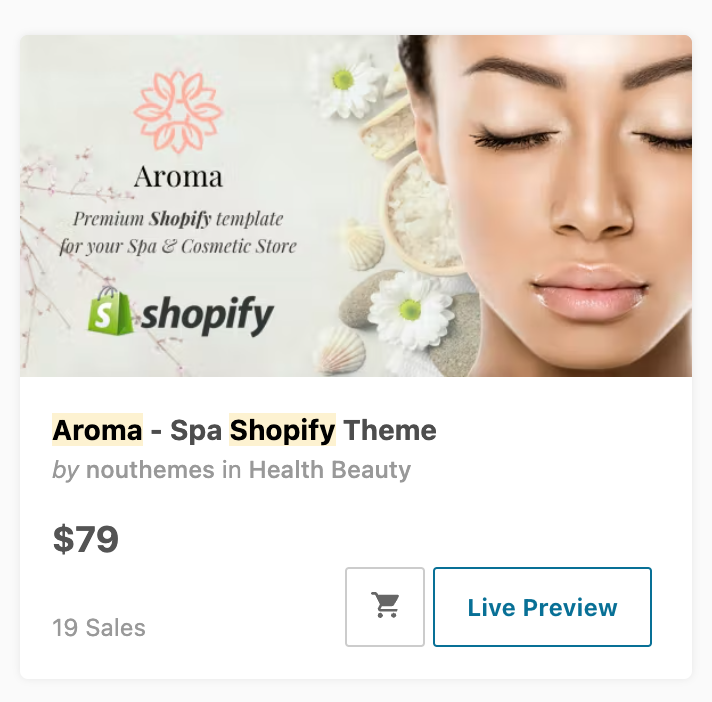 Aroma
Premium Shopify template
for your Spa & Cosmetic Store
shopify
Aroma - Spa Shopify Theme
by nouthemes in Health Beauty
$79
19 Sales
Live Preview